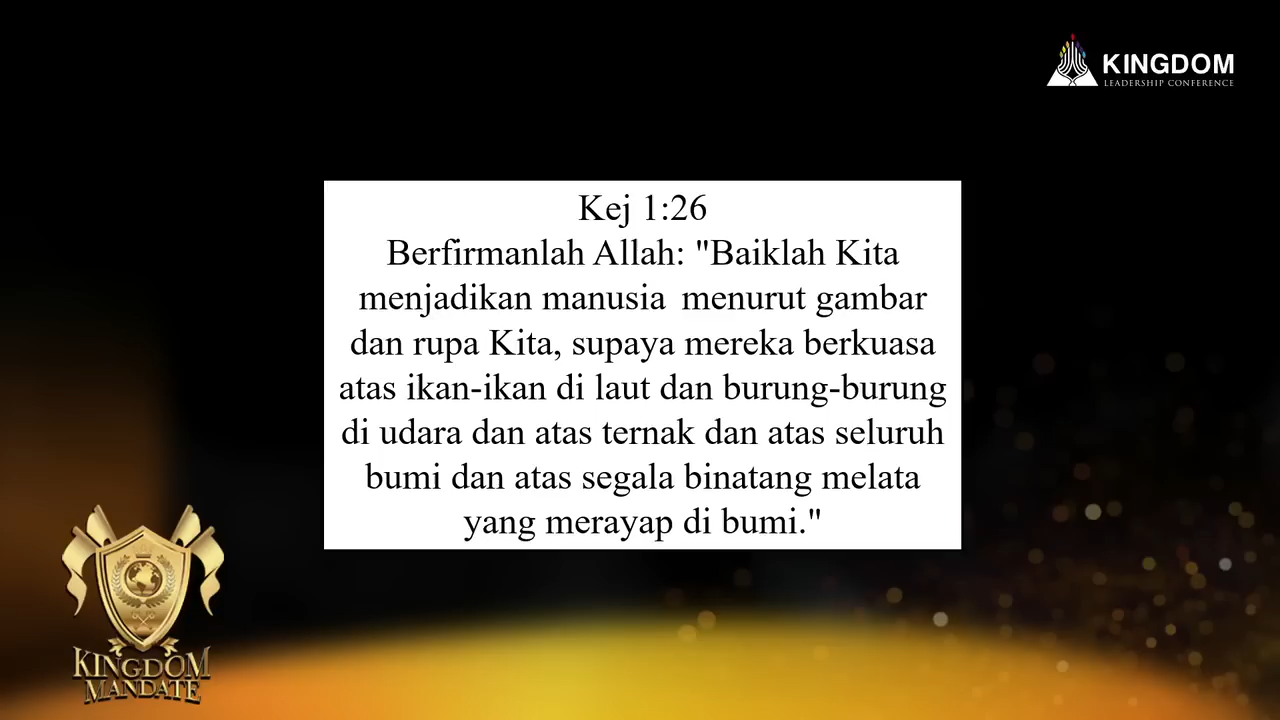 KINGDOM
LEADERSHIP CONFERENCE
Kej 1:26
Berfirmanlah Allah: "Baiklah Kita
menjadikan manusia menurut gambar
dan rupa Kita, supaya mereka berkuasa
atas ikan-ikan di laut dan burung-burung
di udara dan atas ternak dan atas seluruh
bumi dan atas segala binatang melata
yang merayap di bumi."
KINGDOM
MANDATE